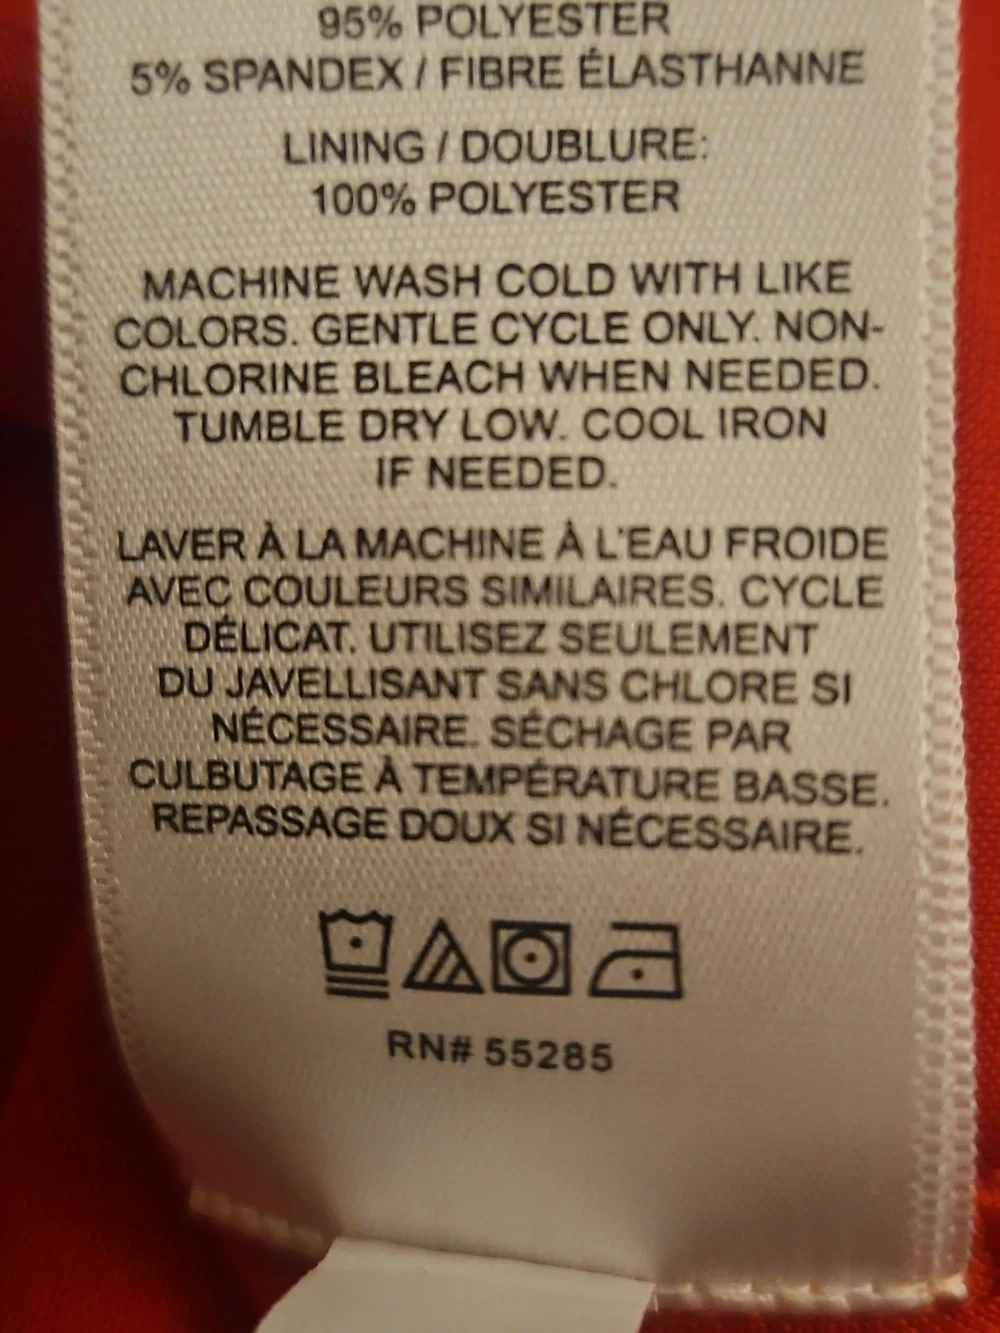 95% POLYESTER
5% SPANDEX / FIBRE ÉLASTHANNE
LINING / DOUBLURE:
100% POLYESTER
MACHINE WASH COLD WITH LIKE
COLORS. GENTLE CYCLE ONLY. NON-
CHLORINE BLEACH WHEN NEEDED.
TUMBLE DRY LOW. COOL IRON
IF NEEDED.
LAVER À LA MACHINE À L'EAU FROIDE
AVEC COULEURS SIMILAIRES. CYCLE
DÉLICAT. UTILISEZ SEULEMENT
DU JAVELLISANT SANS CHLORE SI
NÉCESSAIRE. SÉCHAGE PAR
CULBUTAGE À TEMPÉRATURE BASSE.
REPASSAGE DOUX SI NÉCESSAIRE.
RN# 55285